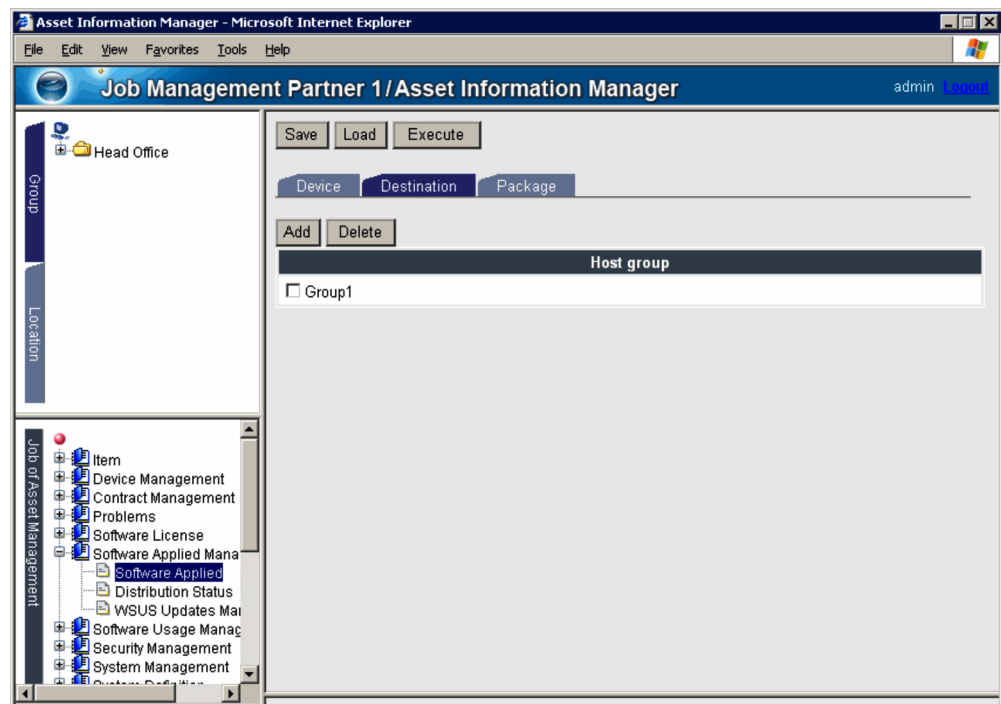 Asset Information Manager - Microsoft Internet Explorer
File Edit View Favorites Tools Help
Job Management Partner 1/Asset Information Manager
admin Logout
Group
Location
Head Office
Save Load Execute
Device Destination Package
Add Delete
Host group
Group1
Job of Asset Management
Item
Device Management
Contract Management
Problems
Software License
Software Applied Mana
Software Applied
Distribution Status
WSUS Updates Mai
Software Usage Manag
Security Management
System Management
System Definition